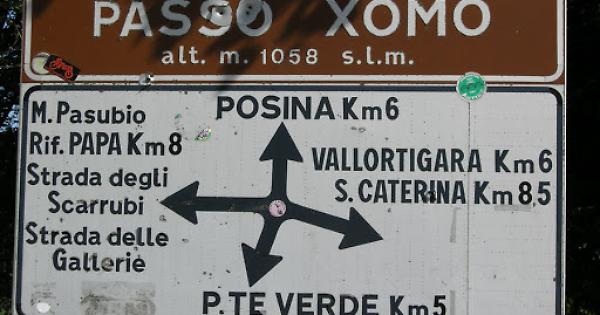 PASSO XOMO
alt. m. 1058 s.l.m.
M. Pasubio
Rif. PAPA Km 8
Strada degli
Scarrubi
Strada delle
Gallerie
POSINA Km 6
VALLORTIGARA Km 6
S. CATERINA Km 8,5
P.TE VERDE Km 5